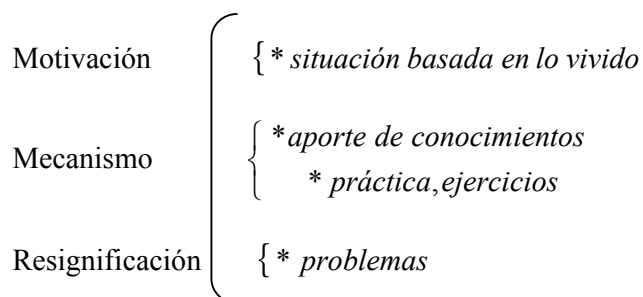 Motivación { * situación basada en lo vivido
Mecanismo { *aporte de conocimientos
* práctica,ejercicios
Resignificación { * problemas